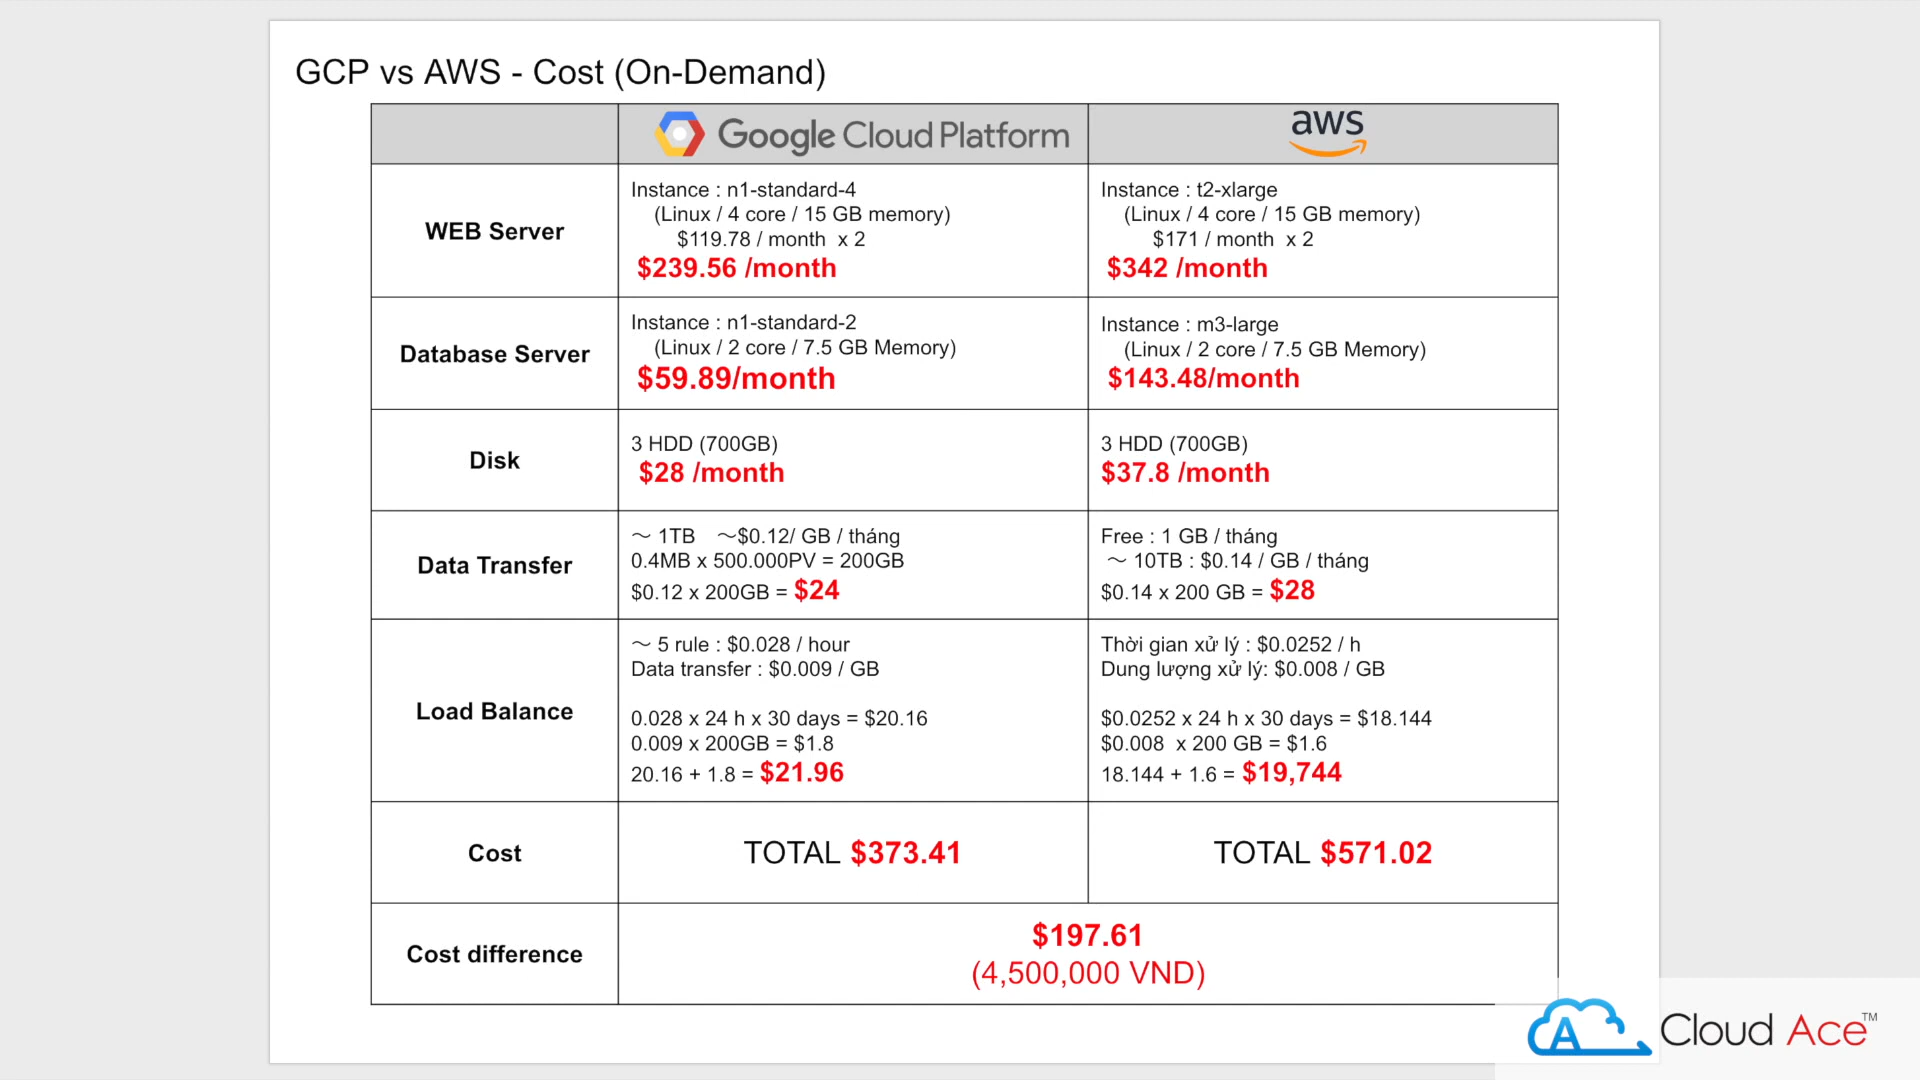 GCP vs AWS - Cost (On-Demand)
Google Cloud Platform
aws
WEB Server
Instance : n1-standard-4
(Linux / 4 core / 15 GB memory)
$119.78 / month x 2
$239.56 /month
Instance : t2-xlarge
(Linux / 4 core / 15 GB memory)
$171 / month x 2
$342 /month
Database Server
Instance : n1-standard-2
(Linux / 2 core / 7.5 GB Memory)
$59.89/month
Instance : m3-large
(Linux / 2 core / 7.5 GB Memory)
$143.48/month
Disk
3 HDD (700GB)
$28 /month
3 HDD (700GB)
$37.8 /month
Data Transfer
～ 1TB ～$0.12/ GB / tháng
0.4MB x 500.000PV = 200GB
$0.12 x 200GB = $24
Free : 1 GB / tháng
～ 10TB : $0.14 / GB / tháng
$0.14 x 200 GB = $28
Load Balance
～ 5 rule : $0.028 / hour
Data transfer : $0.009 / GB
0.028 x 24 h x 30 days = $20.16
0.009 x 200GB = $1.8
20.16 + 1.8 = $21.96
Thời gian xử lý : $0.0252 / h
Dung lượng xử lý: $0.008 / GB
$0.0252 x 24 h x 30 days = $18.144
$0.008 x 200 GB = $1.6
18.144 + 1.6 = $19,744
Cost
TOTAL $373.41
TOTAL $571.02
Cost difference
$197.61
(4,500,000 VND)
A Cloud Ace™